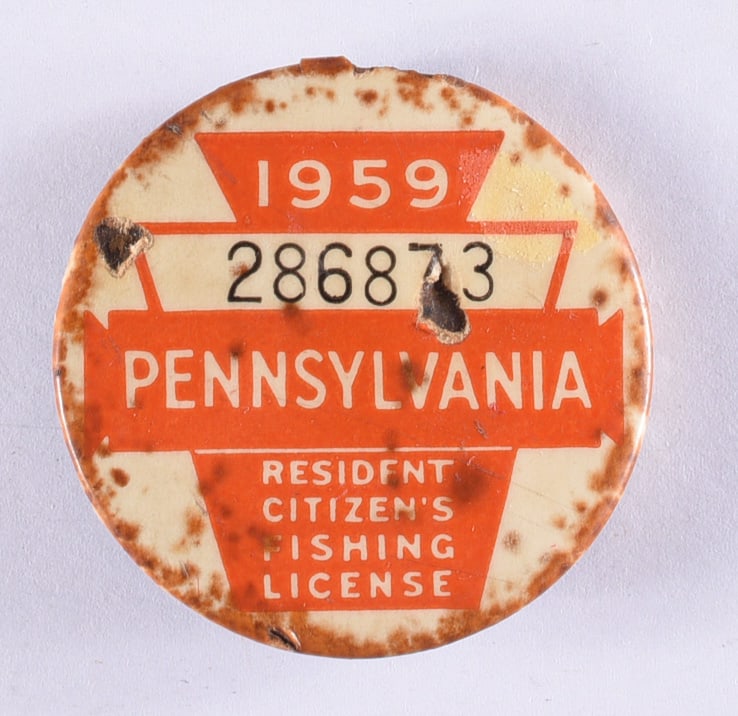 1959
286873
PENNSYLVANIA
RESIDENT
CITIZEN'S
FISHING
LICENSE